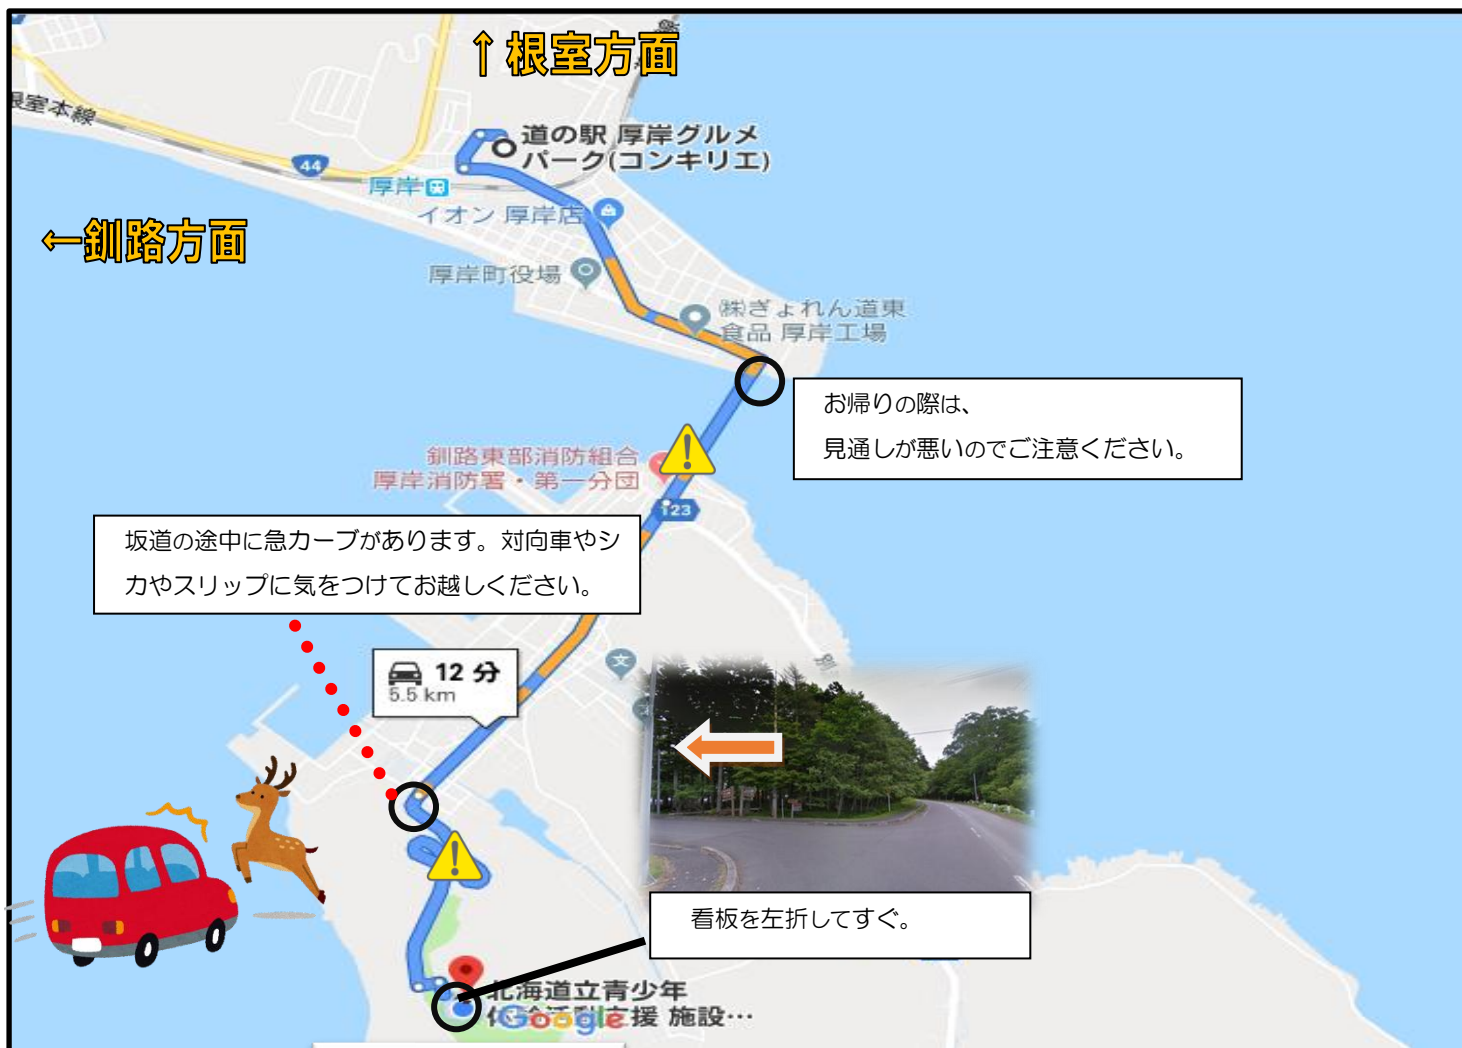 ↑根室方面
根室本線
道の駅 厚岸グルメ
パーク(コンキリエ)
44
厚岸
イオン 厚岸店
←釧路方面
厚岸町役場
㈱ぎょれん道東
食品 厚岸工場
お帰りの際は、
見通しが悪いのでご注意ください。
釧路東部消防組合
厚岸消防署・第一分団
123
坂道の途中に急カーブがあります。対向車やシ
カやスリップに気をつけてお越しください。
12 分
5.5 km
文
看板を左折してすぐ。
北海道立青少年
体験活動支援 施設…
Google